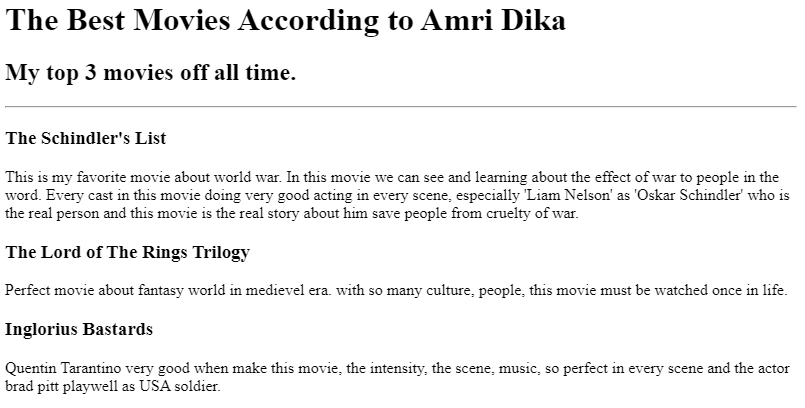 The Best Movies According to Amri Dika
My top 3 movies off all time.
The Schindler's List
This is my favorite movie about world war. In this movie we can see and learning about the effect of war to people in the
word. Every cast in this movie doing very good acting in every scene, especially 'Liam Nelson' as 'Oskar Schindler' who is
the real person and this movie is the real story about him save people from cruelty of war.
The Lord of The Rings Trilogy
Perfect movie about fantasy world in medievel era. with so many culture, people, this movie must be watched once in life.
Inglorius Bastards
Quentin Tarantino very good when make this movie, the intensity, the scene, music, so perfect in every scene and the actor
brad pitt playwell as USA soldier.